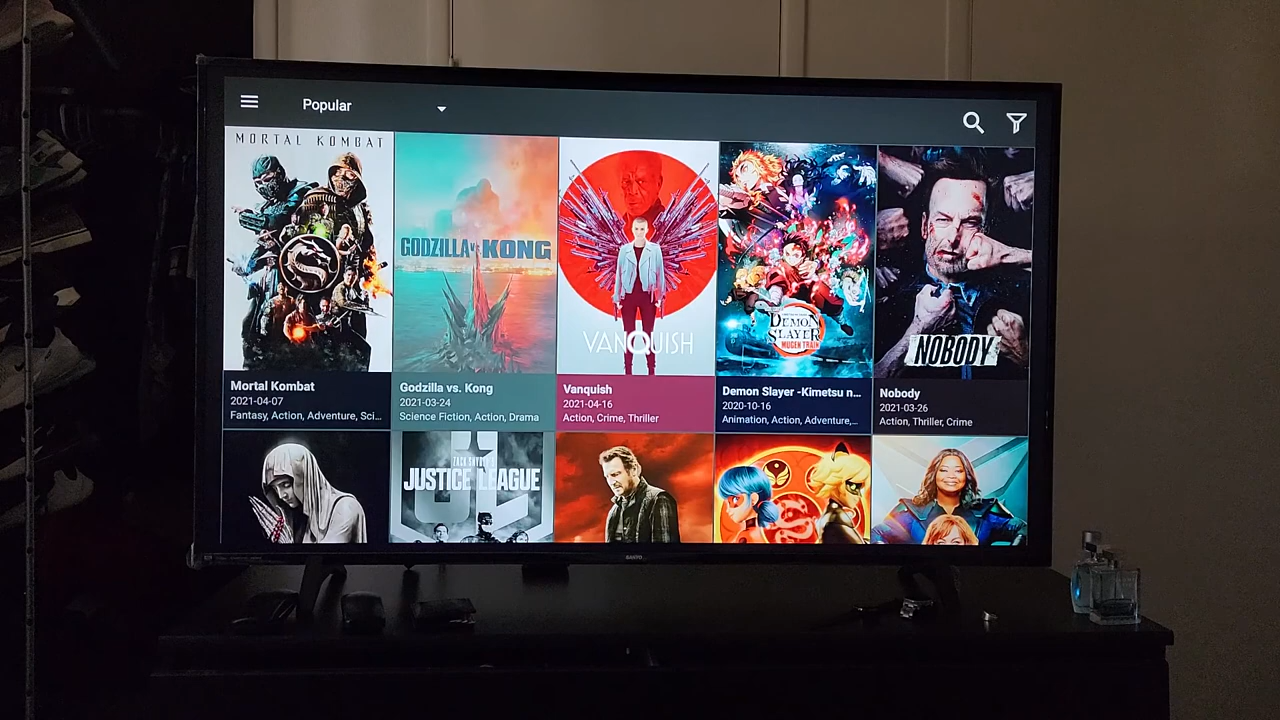 Popular
MORTAL KOMBAT
GODZILLA vs. KONG
VANQUISH
DEMON SLAYER
MUGEN TRAIN
NOBODY
Mortal Kombat
2021-04-07
Fantasy, Action, Adventure, Sci...
Godzilla vs. Kong
2021-03-24
Science Fiction, Action, Drama
Vanquish
2021-04-16
Action, Crime, Thriller
Demon Slayer -Kimetsu n...
2020-10-16
Animation, Action, Adventure,...
Nobody
2021-03-26
Action, Thriller, Crime
ZACK SNYDER'S
JUSTICE LEAGUE
SANYO